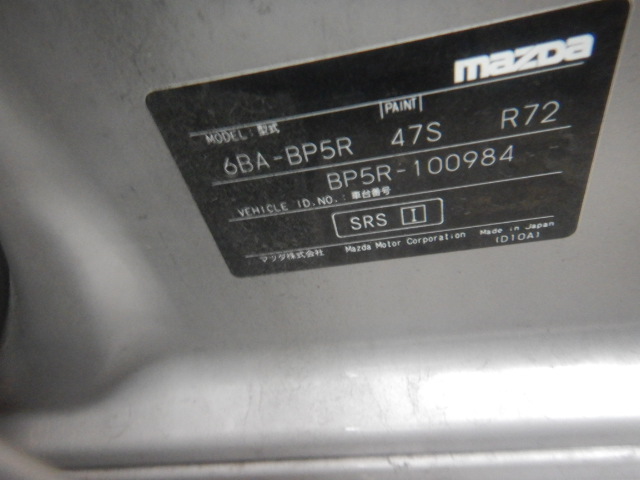 mazda
MODEL:型式 PAINT
6BA-BP5R 47S R72
BP5R-100984
VEHICLE ID.NO.:車台番号
SRS I
マツダ株式会社 Mazda Motor Corporation Made in Japan
(D10A)